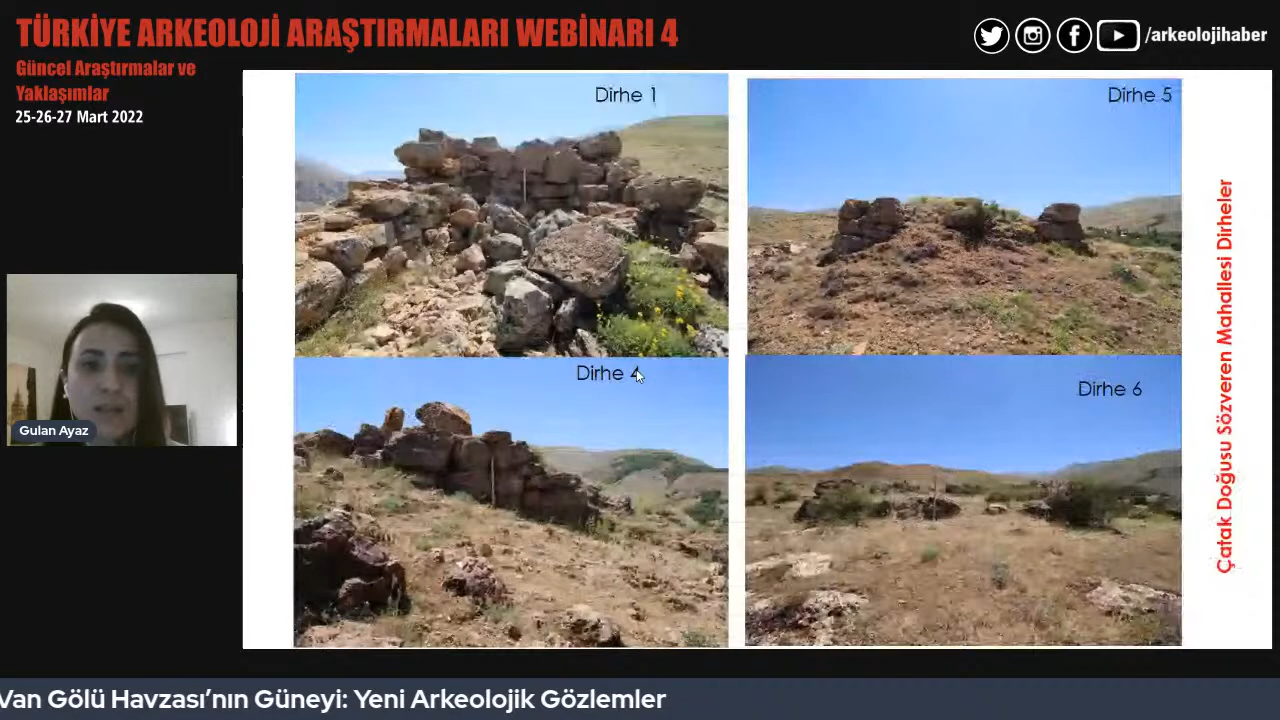 TÜRKİYE ARKEOLOJİ ARAŞTIRMALARI WEBİNARI 4
Güncel Araştırmalar ve
Yaklaşımlar
25-26-27 Mart 2022
/arkeolojihaber
Dirhe 1
Dirhe 5
Dirhe 4
Dirhe 6
Çatak Doğusu Sözveren Mahallesi Dirheler
Gulan Ayaz
Van Gölü Havzası’nın Güneyi: Yeni Arkeolojik Gözlemler